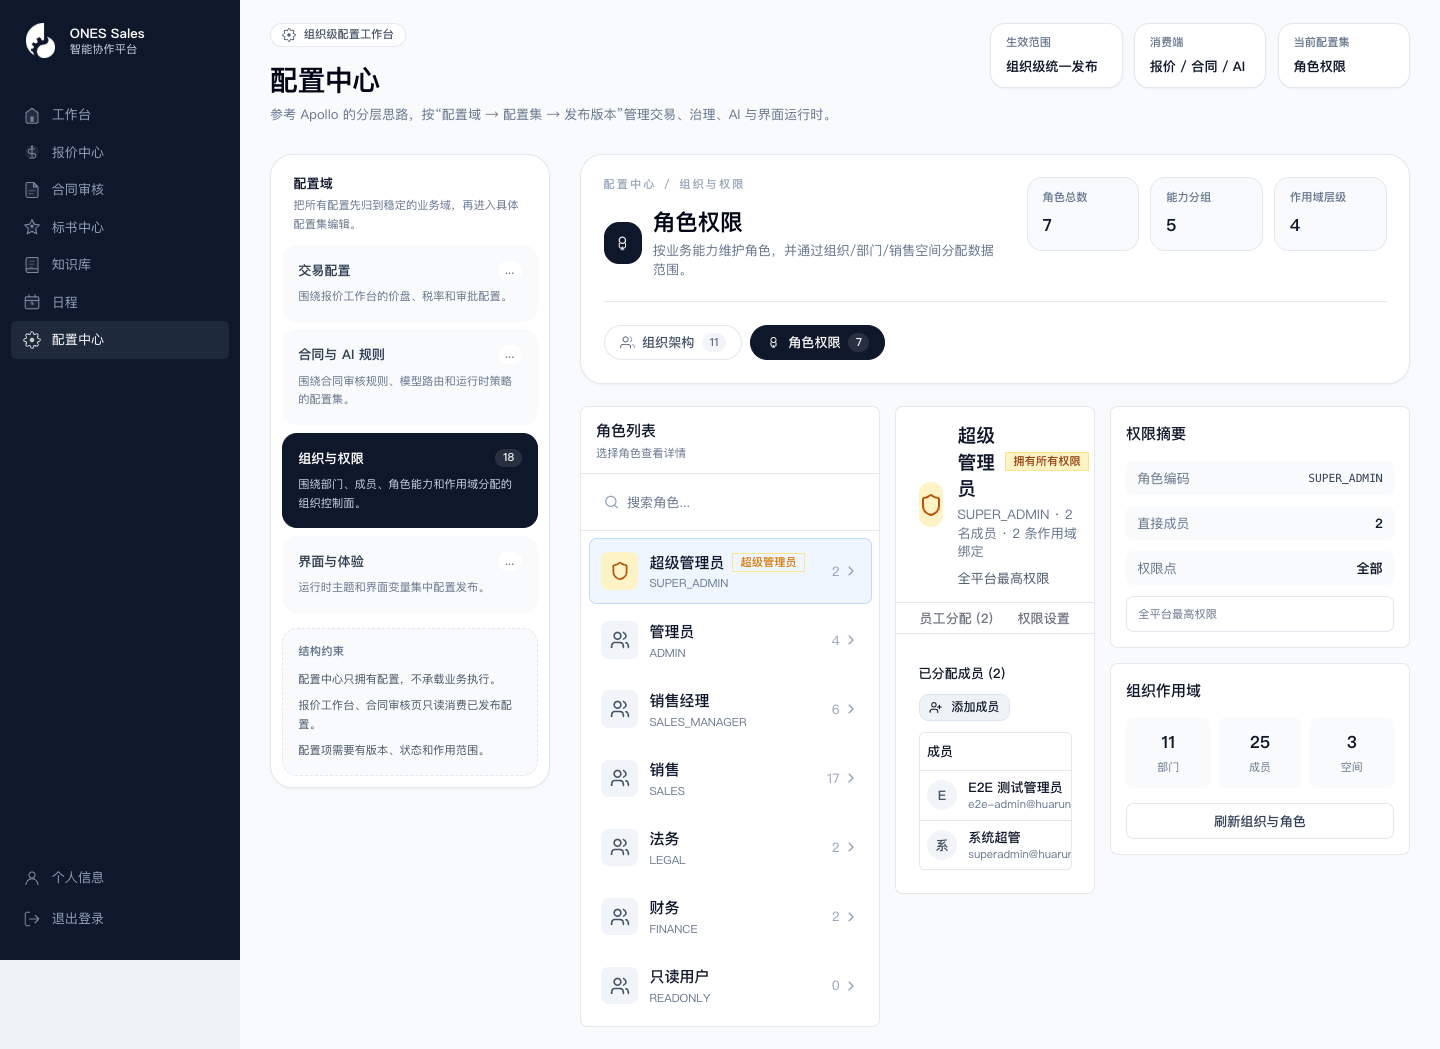 ONES Sales
智能协作平台
工作台
报价中心
合同审核
标书中心
知识库
日程
配置中心
个人信息
退出登录
组织级配置工作台
配置中心
参考 Apollo 的分层思路，按“配置域 → 配置集 → 发布版本”管理交易、治理、AI 与界面运行时。
生效范围
组织级统一发布
消费端
报价 / 合同 / AI
当前配置集
角色权限
配置域
把所有配置先归到稳定的业务域，再进入具体
配置集编辑。
交易配置
...
围绕报价工作台的价盘、税率和审批配置。
合同与 AI 规则
...
围绕合同审核规则、模型路由和运行时策略
的配置集。
组织与权限
18
围绕部门、成员、角色能力和作用域分配的
组织控制面。
界面与体验
...
运行时主题和界面变量集中配置发布。
结构约束
配置中心只拥有配置，不承载业务执行。
报价工作台、合同审核页只读消费已发布配
置。
配置项需要有版本、状态和作用范围。
配置中心 / 组织与权限
角色权限
按业务能力维护角色，并通过组织/部门/销售空间分配数据
范围。
角色总数
7
能力分组
5
作用域层级
4
组织架构 11
角色权限 7
角色列表
选择角色查看详情
搜索角色...
超级管理员 超级管理员
SUPER_ADMIN
2
管理员
ADMIN
4
销售经理
SALES_MANAGER
6
销售
SALES
17
法务
LEGAL
2
财务
FINANCE
2
只读用户
READONLY
0
超级
管理
员
拥有所有权限
SUPER_ADMIN · 2
名成员 · 2 条作用域
绑定
全平台最高权限
员工分配 (2)
权限设置
已分配成员 (2)
添加成员
成员
E
E2E 测试管理员
e2e-admin@huarun
系
系统超管
superadmin@huarur
权限摘要
角色编码
SUPER_ADMIN
直接成员
2
权限点
全部
全平台最高权限
组织作用域
11
部门
25
成员
3
空间
刷新组织与角色